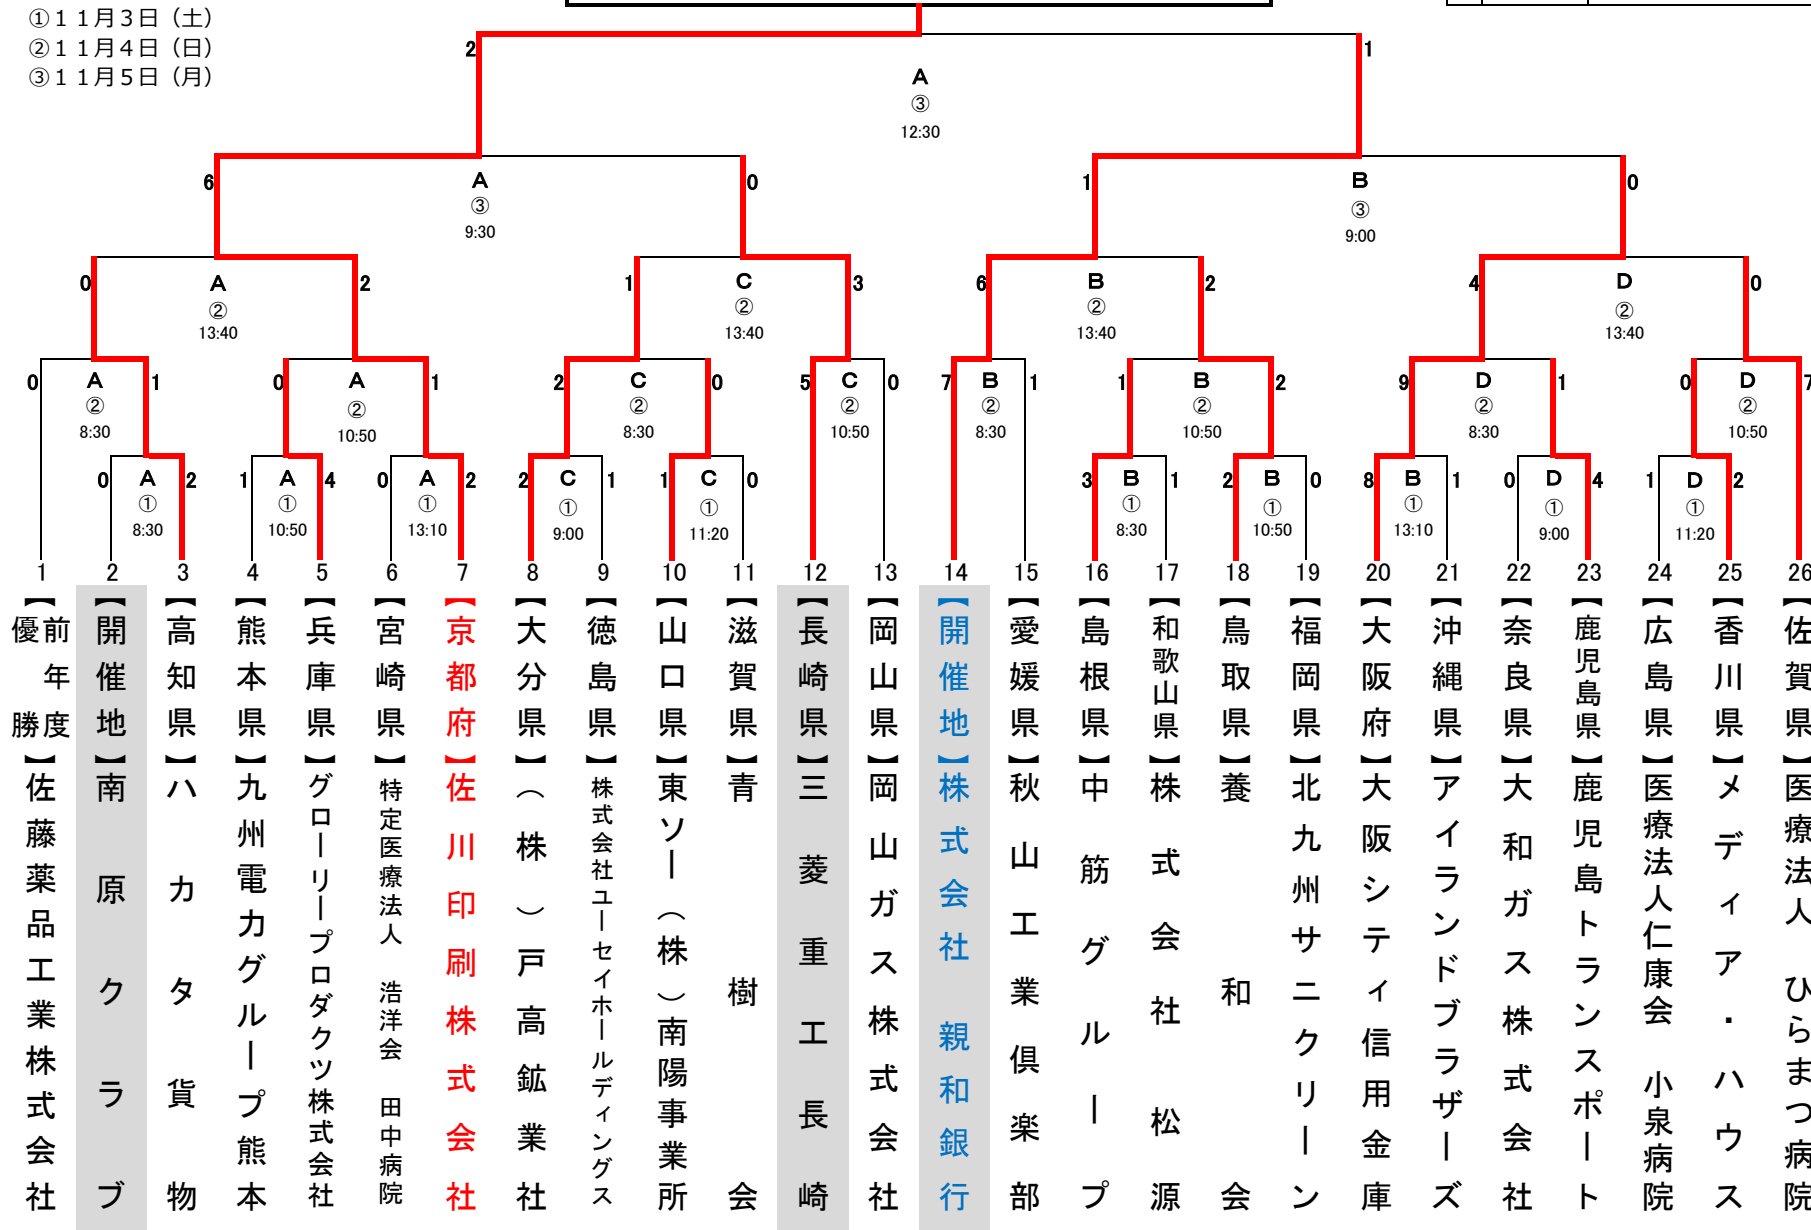 ①１１月３日（土）
②１１月４日（日）
③１１月５日（月）
2 1
A
③
12:30
6 0 1 0
A B
③ ③
9:30 9:00
0 2 1 3 6 2 4 0
A C B D
② ② ② ②
13:40 13:40 13:40 13:40
0 1 0 1 2 0 5 0 7 1 1 2 9 1 0 7
A A C C B B D D
② ② ② ② ② ② ② ②
8:30 10:50 8:30 10:50 8:30 10:50 8:30 10:50
0 2 1 4 0 2 2 1 1 0 3 1 2 0 8 1 0 4 1 2
A A A C C B B B D D
① ① ① ① ① ① ① ① ① ①
8:30 10:50 13:10 9:00 11:20 8:30 10:50 13:10 9:00 11:20
1 2 3 4 5 6 7 8 9 10 11 12 13 14 15 16 17 18 19 20 21 22 23 24 25 26
【前年度優勝】佐藤薬品工業株式会社
【開催地】南原クラブ
【高知県】ハカタ貨物
【熊本県】九州電力グループ熊本
【兵庫県】グローリープロダクツ株式会社
【宮崎県】特定医療法人　浩洋会　田中病院
【京都府】佐川印刷株式会社
【大分県】（株）戸高鉱業社
【徳島県】株式会社ユーセイホールディングス
【山口県】東ソー（株）南陽事業所
【滋賀県】青樹会
【長崎県】三菱重工長崎
【岡山県】岡山ガス株式会社
【開催地】株式会社　親和銀行
【愛媛県】秋山工業倶楽部
【島根県】中筋グループ
【和歌山県】株式会社松源
【鳥取県】養和会
【福岡県】北九州サニクリーン
【大阪府】大阪シティ信用金庫
【沖縄県】アイランドブラザーズ
【奈良県】大和ガス株式会社
【鹿児島県】鹿児島トランスポート
【広島県】医療法人仁康会　小泉病院
【香川県】メディア・ハウス
【佐賀県】医療法人　ひらまつ病院